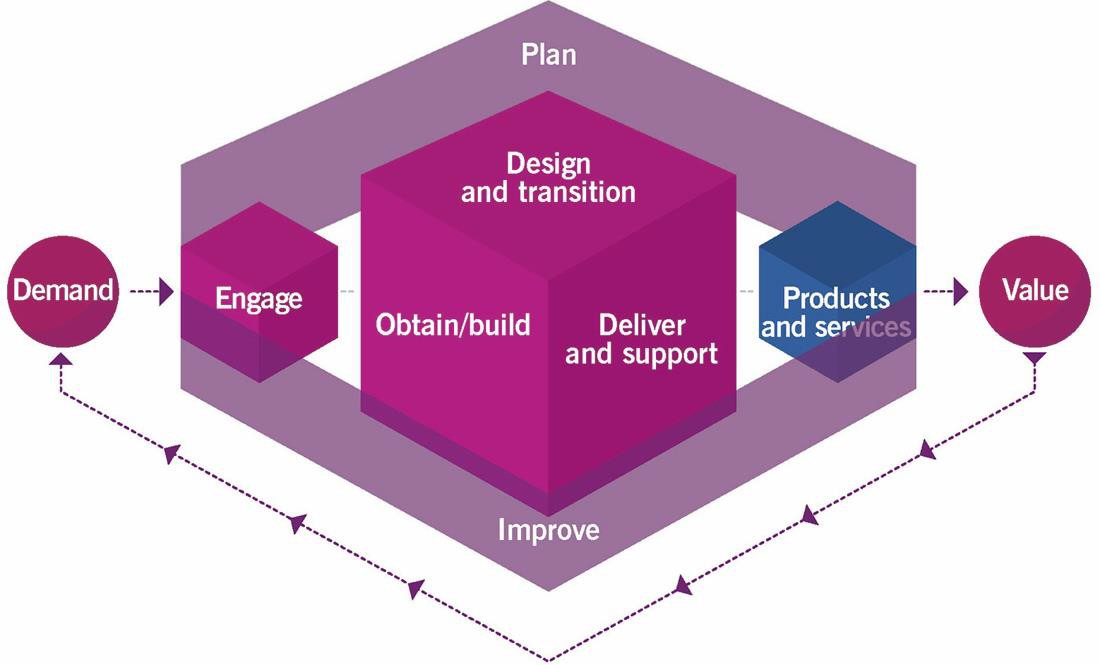 Plan
Design
and transition
Demand
Engage
Obtain/build
Deliver
and support
Products
and services
Value
Improve